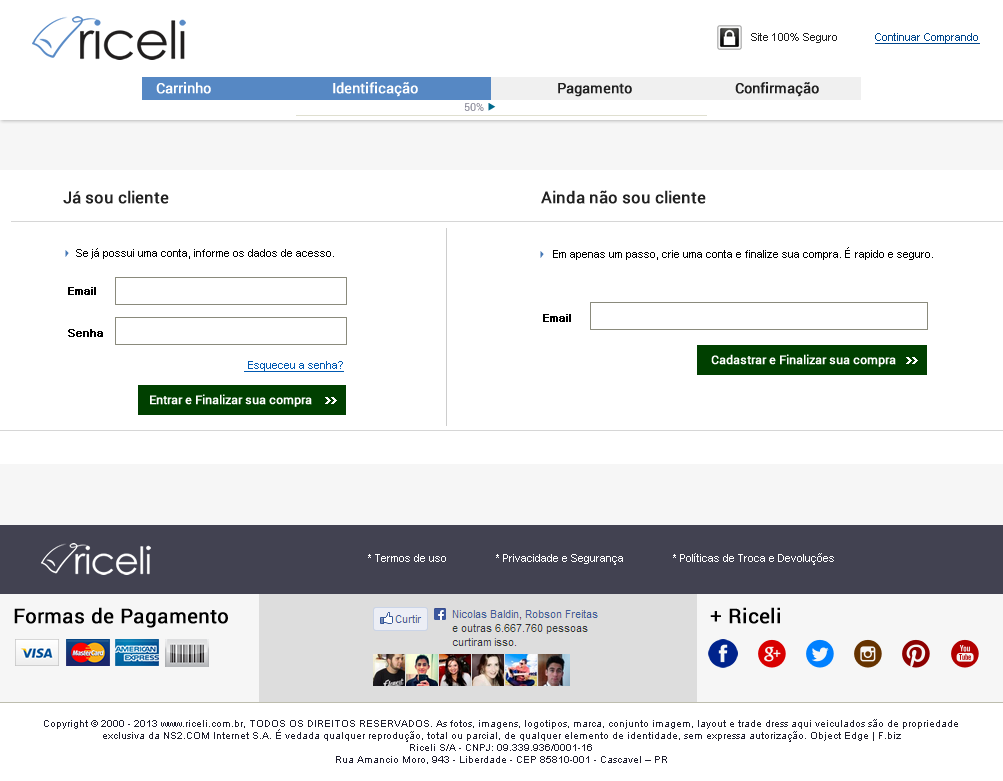 riceli
Site 100% Seguro
Continuar Comprando
Carrinho
Identificação
Pagamento
Confirmação
50%
Já sou cliente
Se já possui uma conta, informe os dados de acesso.
Email
Senha
Esqueceu a senha?
Entrar e Finalizar sua compra >>
Ainda não sou cliente
Em apenas um passo, crie uma conta e finalize sua compra. É rapido e seguro.
Email
Cadastrar e Finalizar sua compra >>
riceli
* Termos de uso
* Privacidade e Segurança
* Políticas de Troca e Devoluções
Formas de Pagamento
VISA
MasterCard
AMERICAN
EXPRESS
Curtir
Nicolas Baldin, Robson Freitas
e outras 6.667.760 pessoas
curtiram isso.
+ Riceli
f
g+
You
Tube
Copyright © 2000 - 2013 www.riceli.com.br, TODOS OS DIREITOS RESERVADOS. As fotos, imagens, logotipos, marca, conjunto imagem, layout e trade dress aqui veiculados são de propriedade
exclusiva da NS2.COM Internet S.A. É vedada qualquer reprodução, total ou parcial, de qualquer elemento de identidade, sem expressa autorização. Object Edge | F.biz
Riceli S/A - CNPJ: 09.339.936/0001-16
Rua Amancio Moro, 943 - Liberdade - CEP 85810-001 - Cascavel – PR